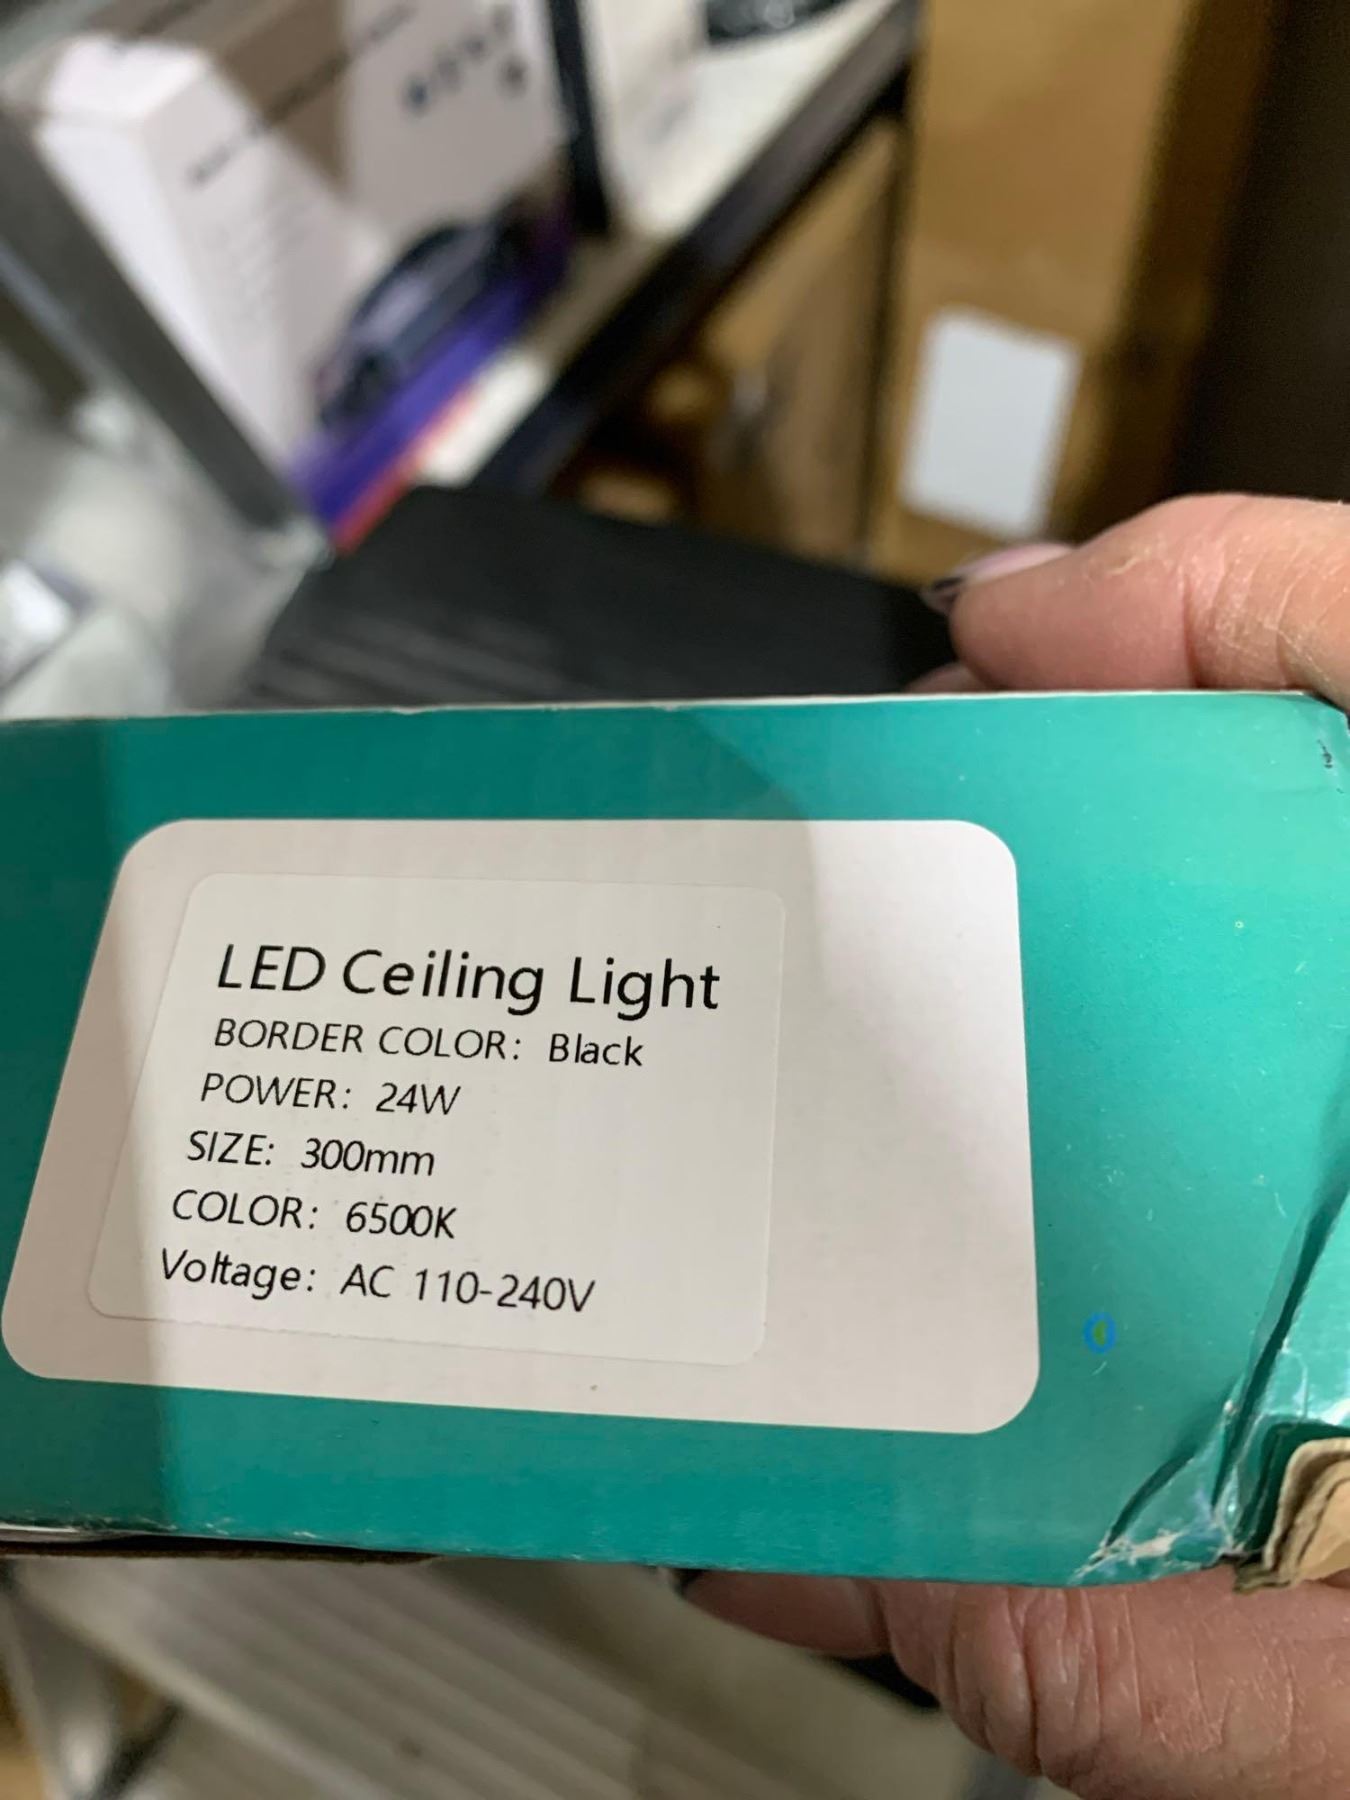 LED Ceiling Light
BORDER COLOR: Black
POWER: 24W
SIZE: 300mm
COLOR: 6500K
Voltage: AC 110-240V